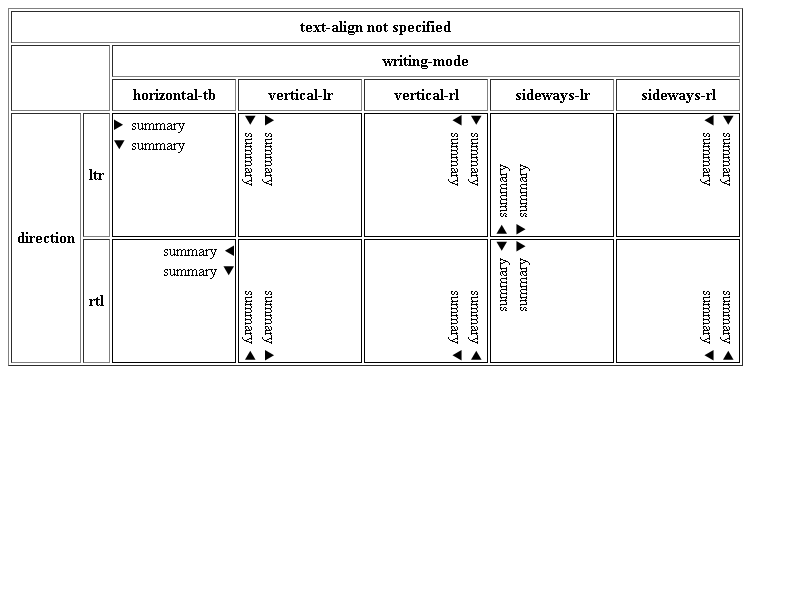 text-align not specified
writing-mode
horizontal-tb vertical-lr vertical-rl sideways-lr sideways-rl
direction
ltr
▶ summary
▼ summary
▼ summary
▶ summary
◀ summary
▼ summary
▲ summary
▶ summary
◀ summary
▼ summary
rtl
summary ◀
summary ▼
▲ summary
▶ summary
◀ summary
▲ summary
▼ summary
▶ summary
◀ summary
▲ summary